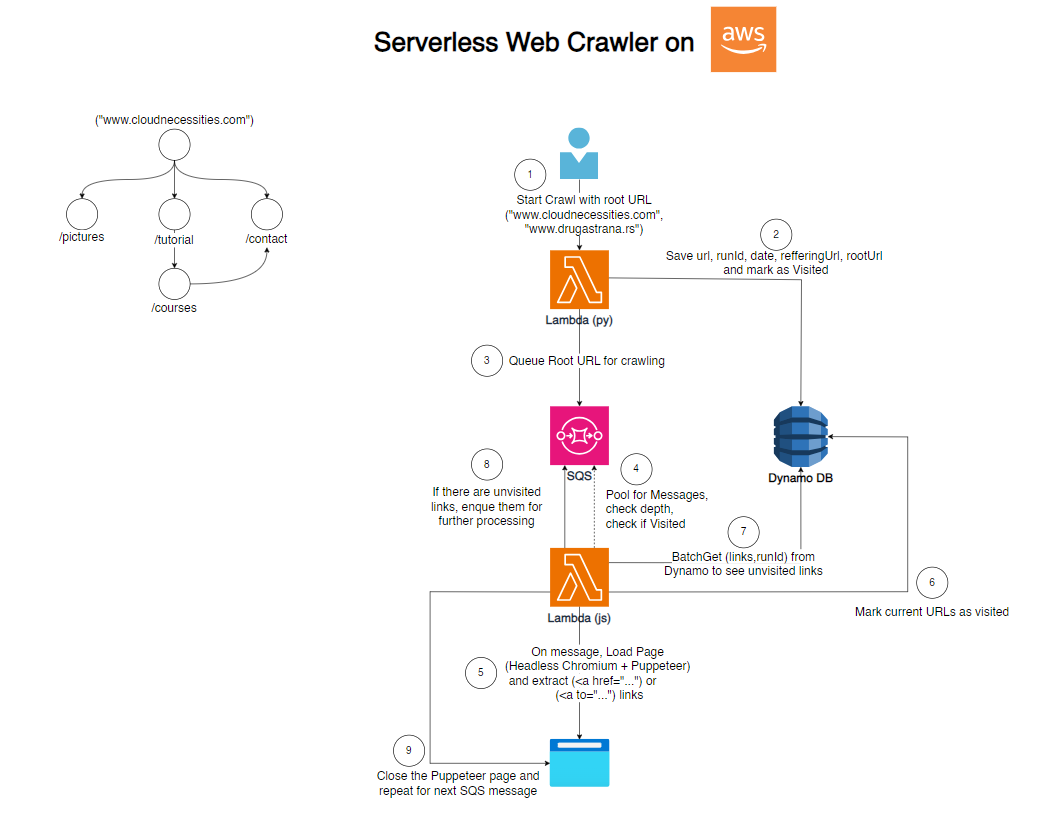 Serverless Web Crawler on
aws
("www.cloudnecessities.com")
/pictures
/tutorial
/contact
/courses
1
Start Crawl with root URL
("www.cloudnecessities.com",
"www.drugastrana.rs")
2
Save url, runId, date, refferingUrl, rootUrl
and mark as Visited
Lambda (py)
3
Queue Root URL for crawling
SQS
Dynamo DB
8
If there are unvisited
links, enque them for
further processing
4
Pool for Messages,
check depth,
check if Visited
7
BatchGet (links,runId) from
Dynamo to see unvisited links
6
Mark current URLs as visited
Lambda (js)
5
On message, Load Page
(Headless Chromium + Puppeteer)
and extract (<a href="...") or
(<a to="...") links
9
Close the Puppeteer page and
repeat for next SQS message